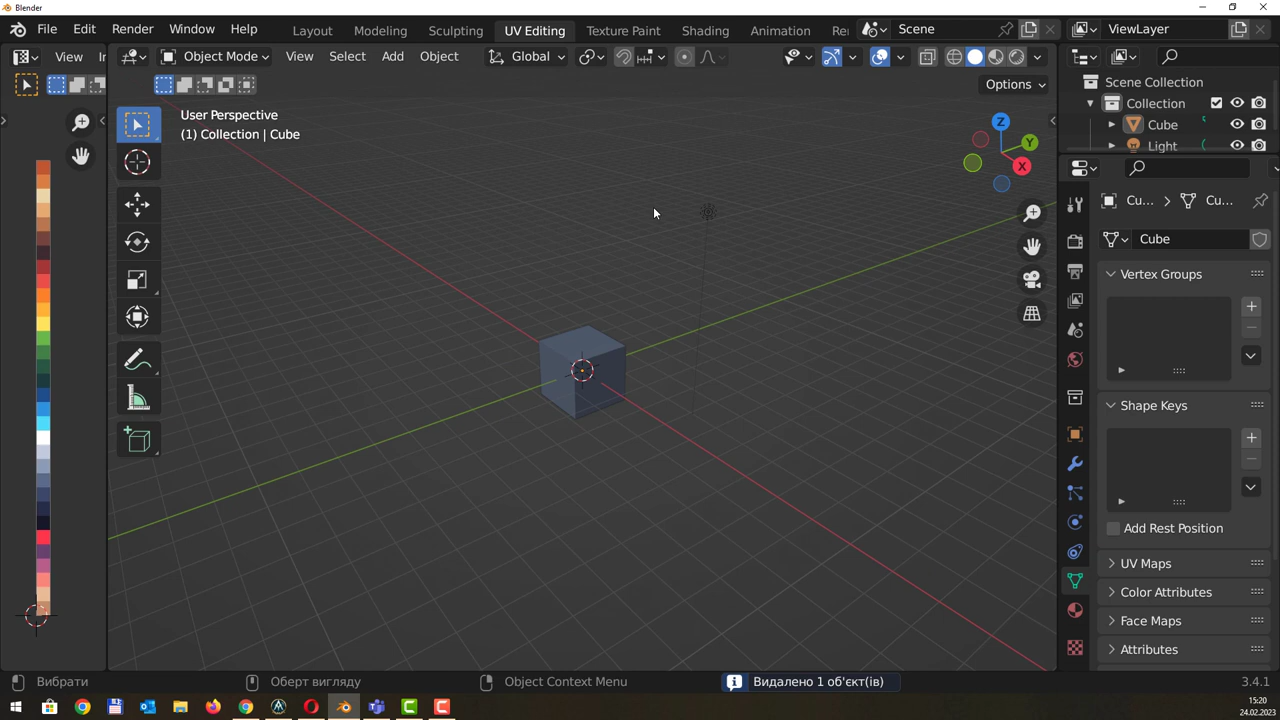 Blender
File Edit Render Window Help Layout Modeling Sculpting UV Editing Texture Paint Shading Animation Re Scene ViewLayer
View Object Mode View Select Add Object Global
Options
User Perspective
(1) Collection | Cube
Z
Y
X
Scene Collection
Collection
Cube
Light
Cu... Cu...
Cube
Vertex Groups
Shape Keys
Add Rest Position
UV Maps
Color Attributes
Face Maps
Attributes
Вибрати Оберт вигляду Object Context Menu Видалено 1 об'єкт(ів) 3.4.1
15:20
24.02.2023